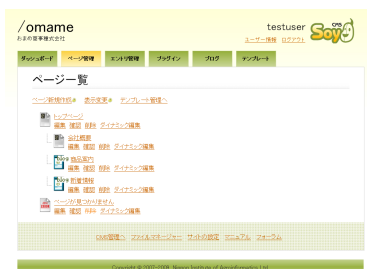 /omame
おまめ商事株式会社
testuser
ユーザー情報 ログアウト
CMS
Soy
ダッシュボード ページ管理 エントリ管理 プラグイン ブログ テンプレート
ページ一覧
ページ新規作成 表示変更 テンプレート管理へ
トップページ
編集 確認 削除 ダイナミック編集
会社概要
編集 確認 削除 ダイナミック編集
商品案内
編集 確認 削除 ダイナミック編集
新着情報
編集 確認 削除 ダイナミック編集
ページが見つかりません
編集 確認 削除 ダイナミック編集
CMS管理へ ファイルマネージャー サイトの設定 マニュアル フォーラム
Copyright © 2007-2008, Nippon Institute of Agroinformatics Ltd.